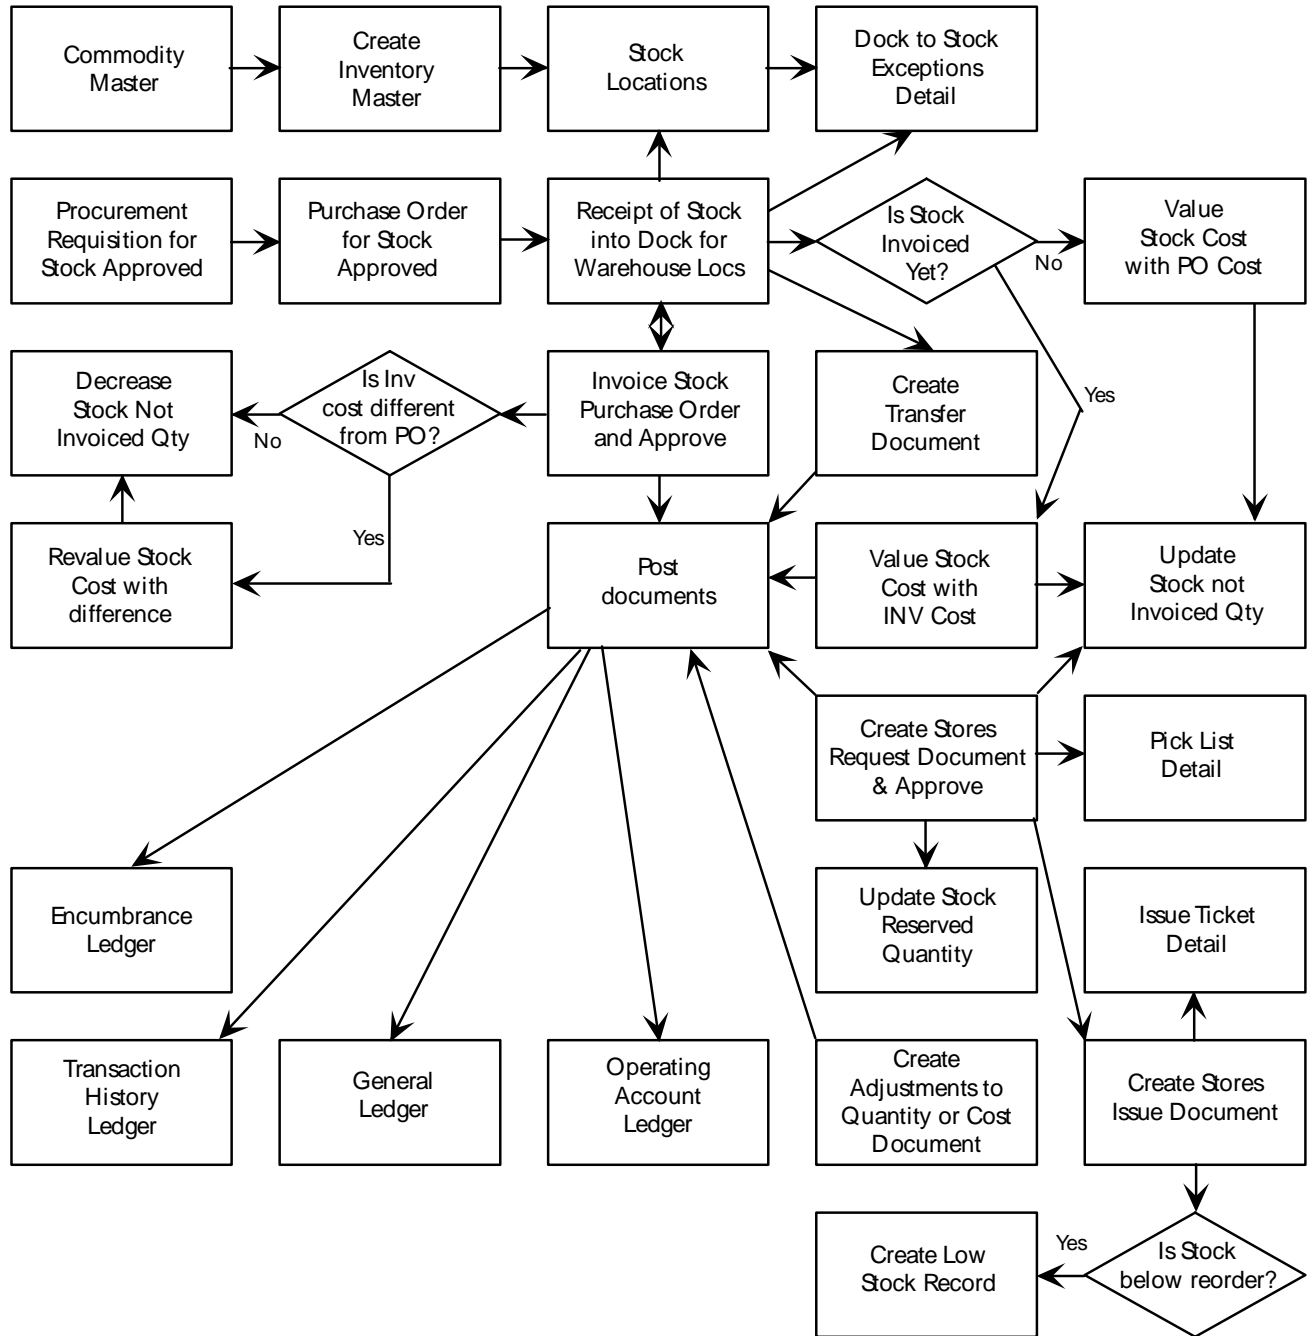 Commodity
Master
Create
Inventory
Master
Stock
Locations
Dock to Stock
Exceptions
Detail
Procurement
Requisition for
Stock Approved
Purchase Order
for Stock
Approved
Receipt of Stock
into Dock for
Warehouse Locs
Is Stock
Invoiced
Yet?
No
Value
Stock Cost
with PO Cost
Decrease
Stock Not
Invoiced Qty
No
Is Inv
cost different
from PO?
Invoice Stock
Purchase Order
and Approve
Create
Transfer
Document
Yes
Revalue Stock
Cost with
difference
Yes
Post
documents
Value Stock
Cost with
INV Cost
Update
Stock not
Invoiced Qty
Create Stores
Request Document
& Approve
Pick List
Detail
Encumbrance
Ledger
Update Stock
Reserved
Quantity
Issue Ticket
Detail
Transaction
History
Ledger
General
Ledger
Operating
Account
Ledger
Create
Adjustments to
Quantity or Cost
Document
Create Stores
Issue Document
Create Low
Stock Record
Yes
Is Stock
below reorder?